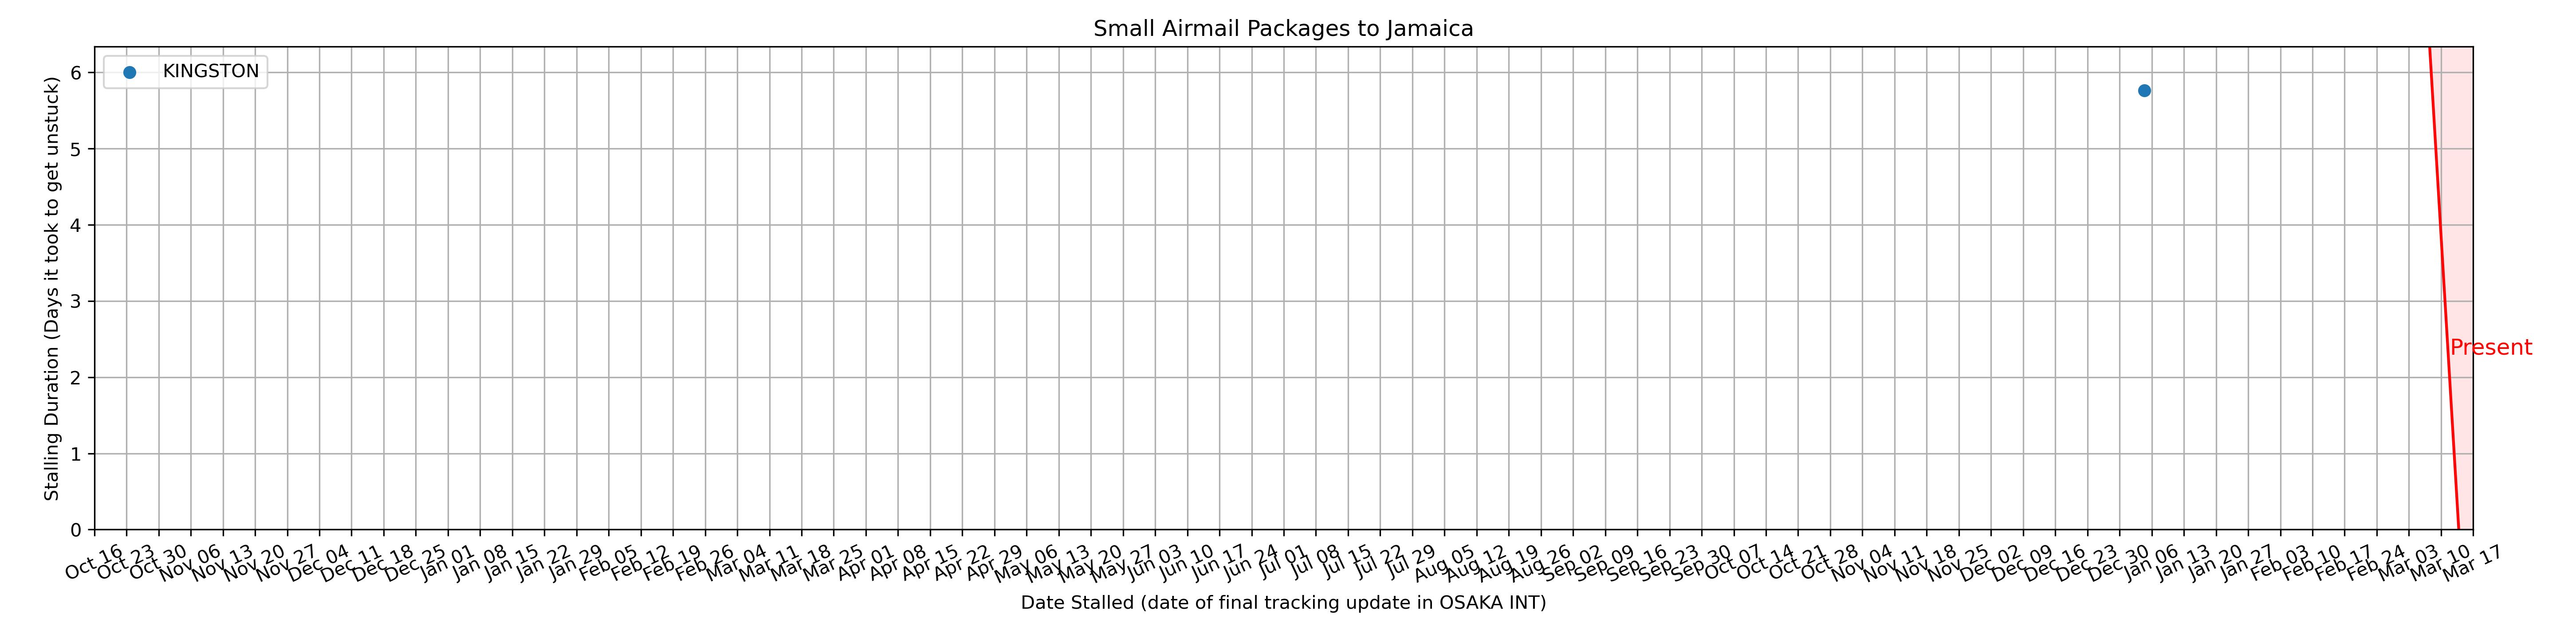 Small Airmail Packages to Jamaica
KINGSTON
Stalling Duration (Days it took to get unstuck)
6
5
4
3
2
1
0
Present
Oct 16
Oct 23
Oct 30
Nov 06
Nov 13
Nov 20
Nov 27
Dec 04
Dec 11
Dec 18
Dec 25
Jan 01
Jan 08
Jan 15
Jan 22
Jan 29
Feb 05
Feb 12
Feb 19
Feb 26
Mar 04
Mar 11
Mar 18
Mar 25
Apr 01
Apr 08
Apr 15
Apr 22
Apr 29
May 06
May 13
May 20
May 27
Jun 03
Jun 10
Jun 17
Jun 24
Jul 01
Jul 08
Jul 15
Jul 22
Jul 29
Aug 05
Aug 12
Aug 19
Aug 26
Sep 02
Sep 09
Sep 16
Sep 23
Sep 30
Oct 07
Oct 14
Oct 21
Oct 28
Nov 04
Nov 11
Nov 18
Nov 25
Dec 02
Dec 09
Dec 16
Dec 23
Dec 30
Jan 06
Jan 13
Jan 20
Jan 27
Feb 03
Feb 10
Feb 17
Feb 24
Mar 03
Mar 10
Mar 17
Date Stalled (date of final tracking update in OSAKA INT)